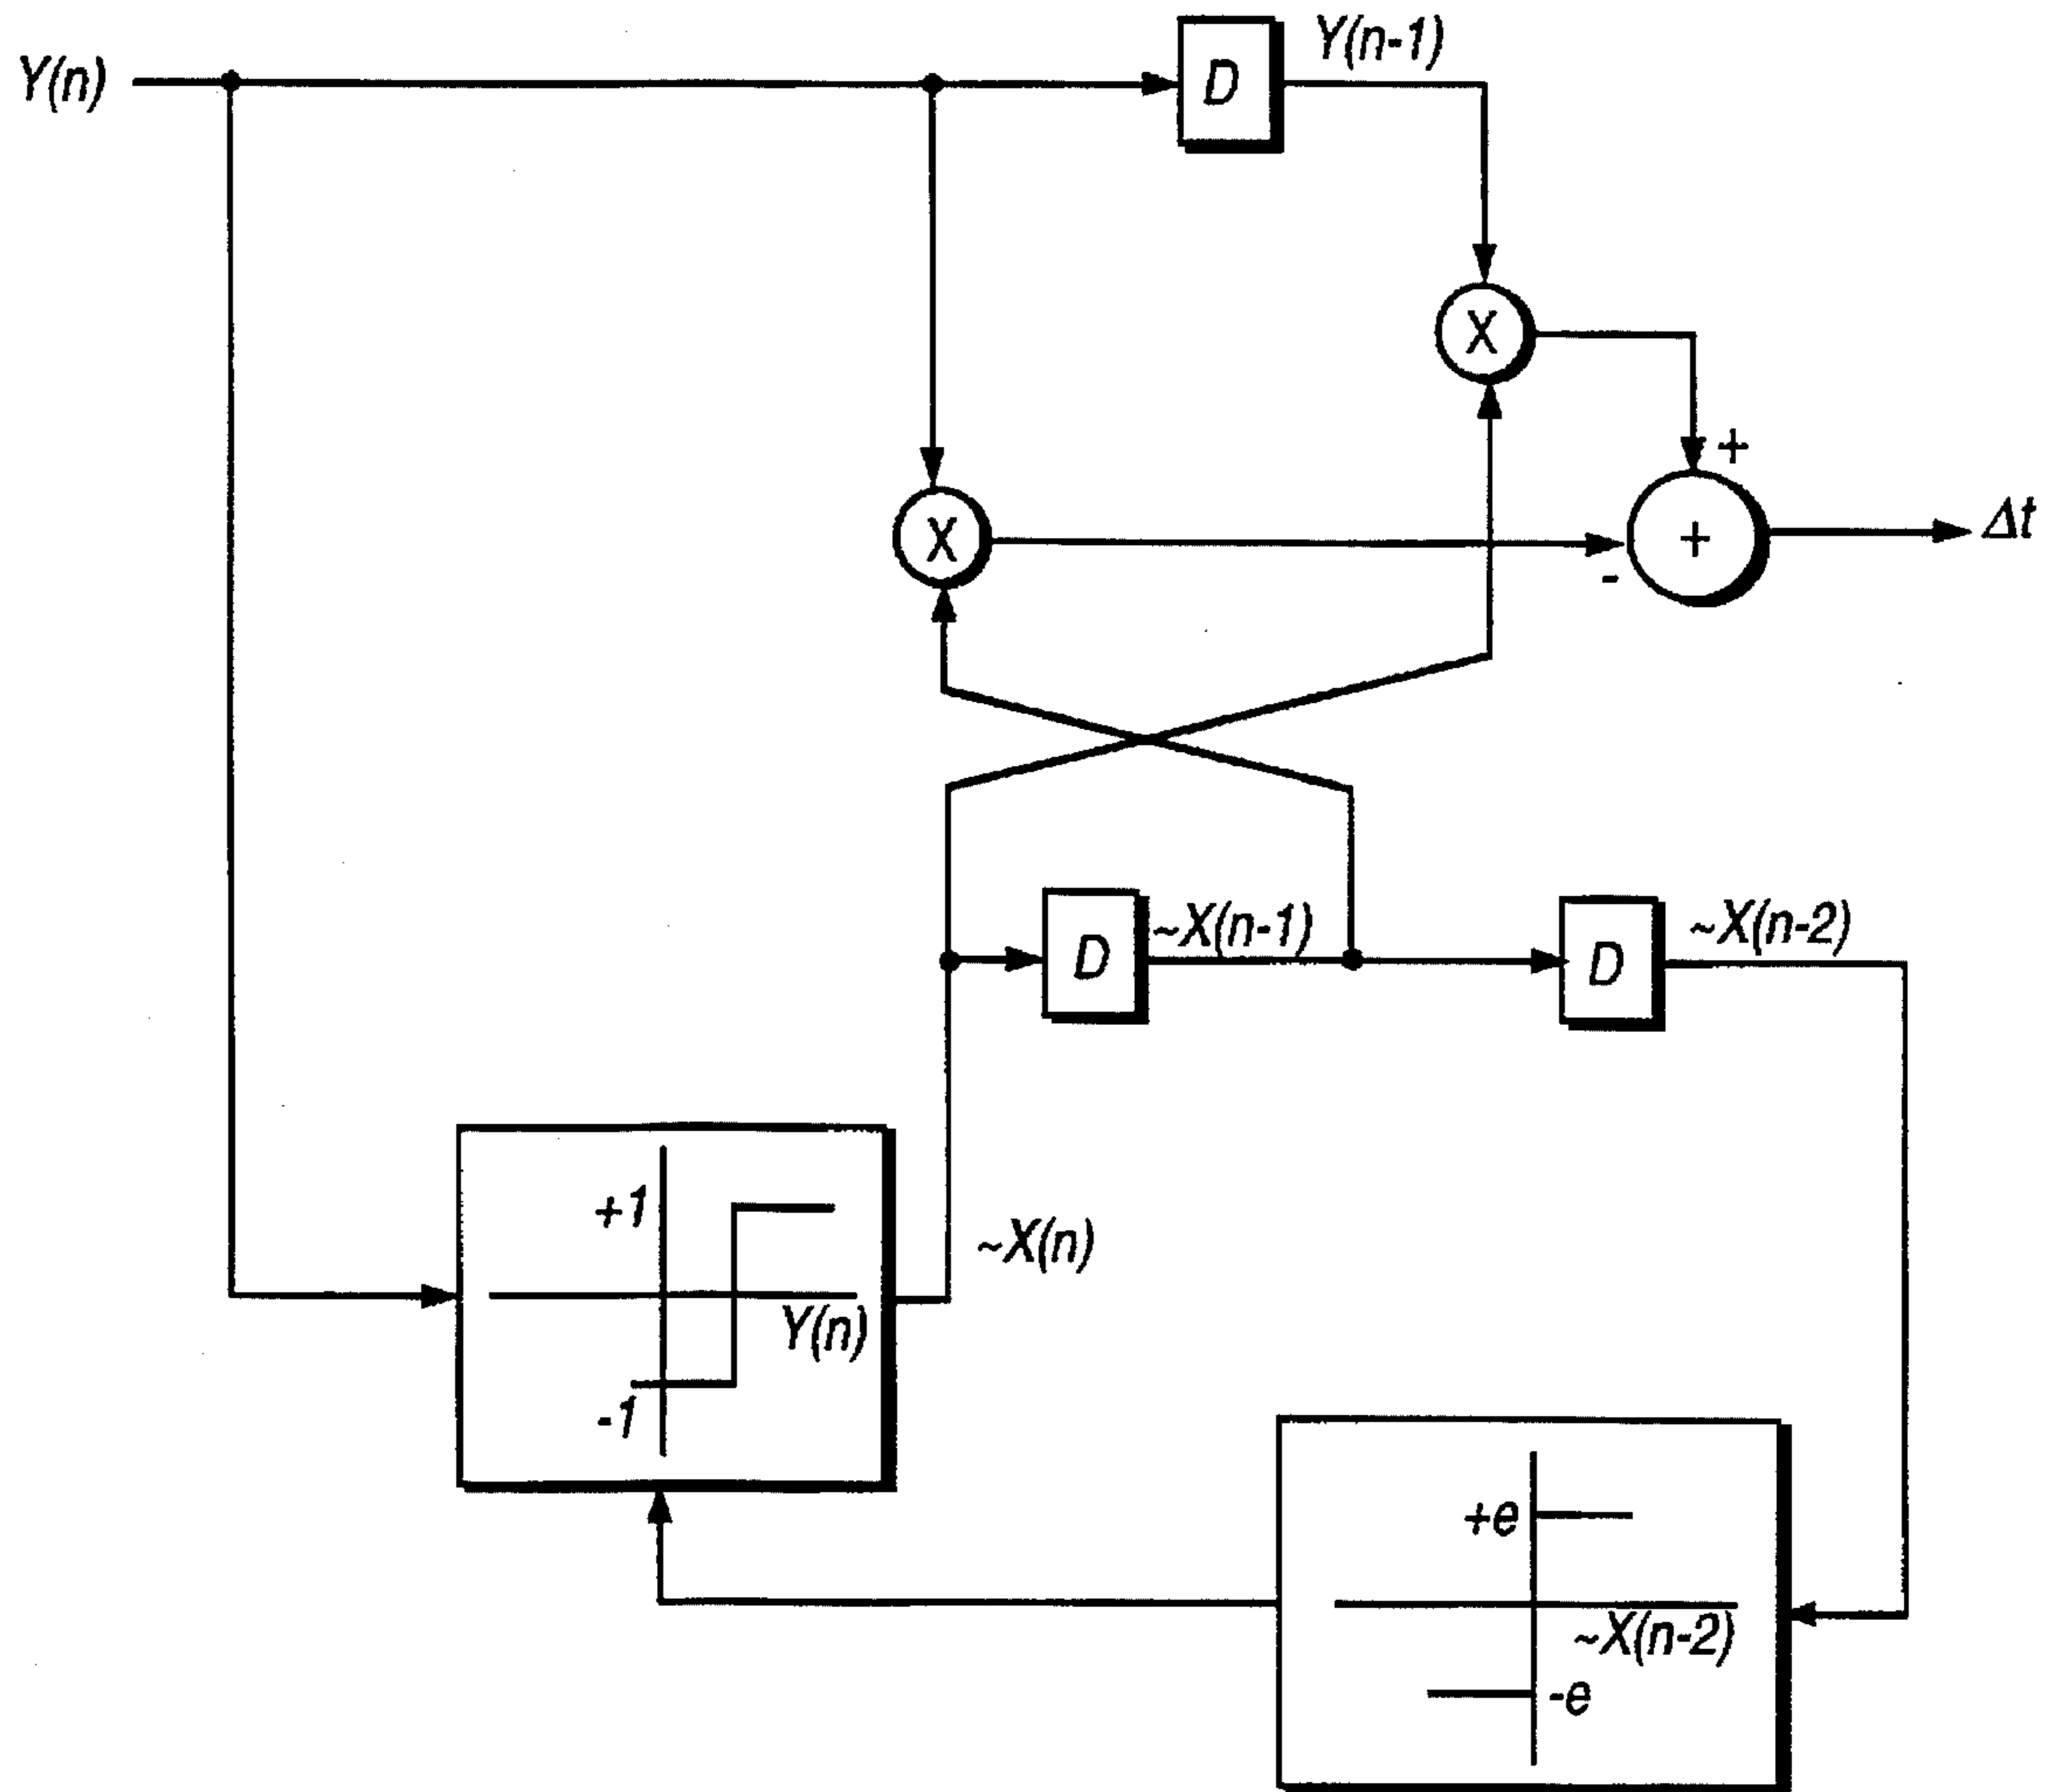 Y(n)
D
Y(n-1)
X
X
+
-
+
Δt
D
~X(n-1)
D
~X(n-2)
+1
-1
Y(n)
~X(n)
+e
-e
~X(n-2)